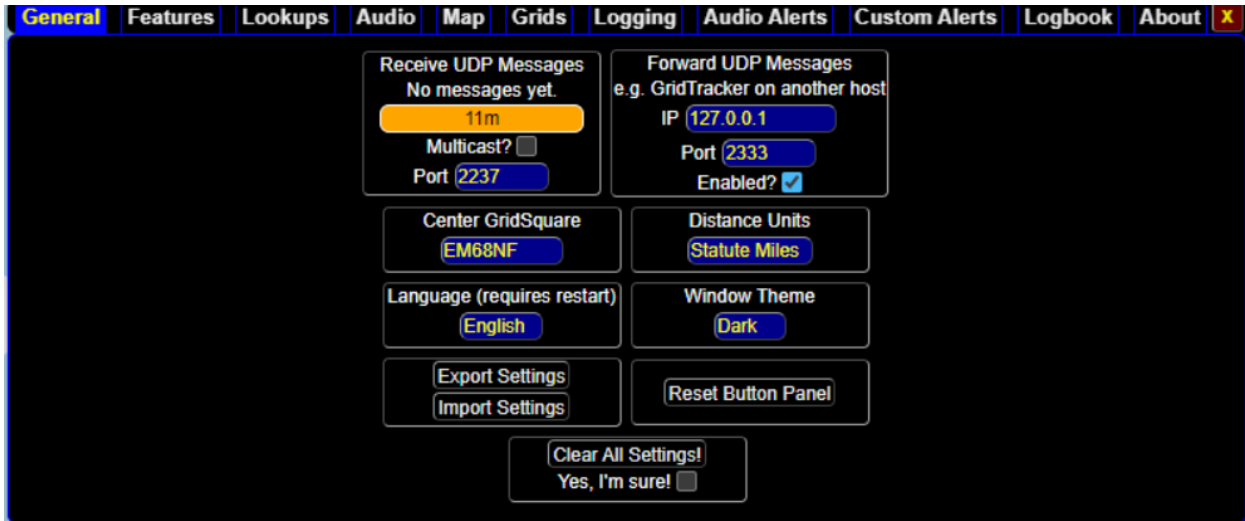 General Features Lookups Audio Map Grids Logging Audio Alerts Custom Alerts Logbook About X
Receive UDP Messages
No messages yet.
11m
Multicast?
Port 2237
Forward UDP Messages
e.g. GridTracker on another host
IP 127.0.0.1
Port 2333
Enabled?
Center GridSquare
EM68NF
Distance Units
Statute Miles
Language (requires restart)
English
Window Theme
Dark
Export Settings
Import Settings
Reset Button Panel
Clear All Settings!
Yes, I'm sure!